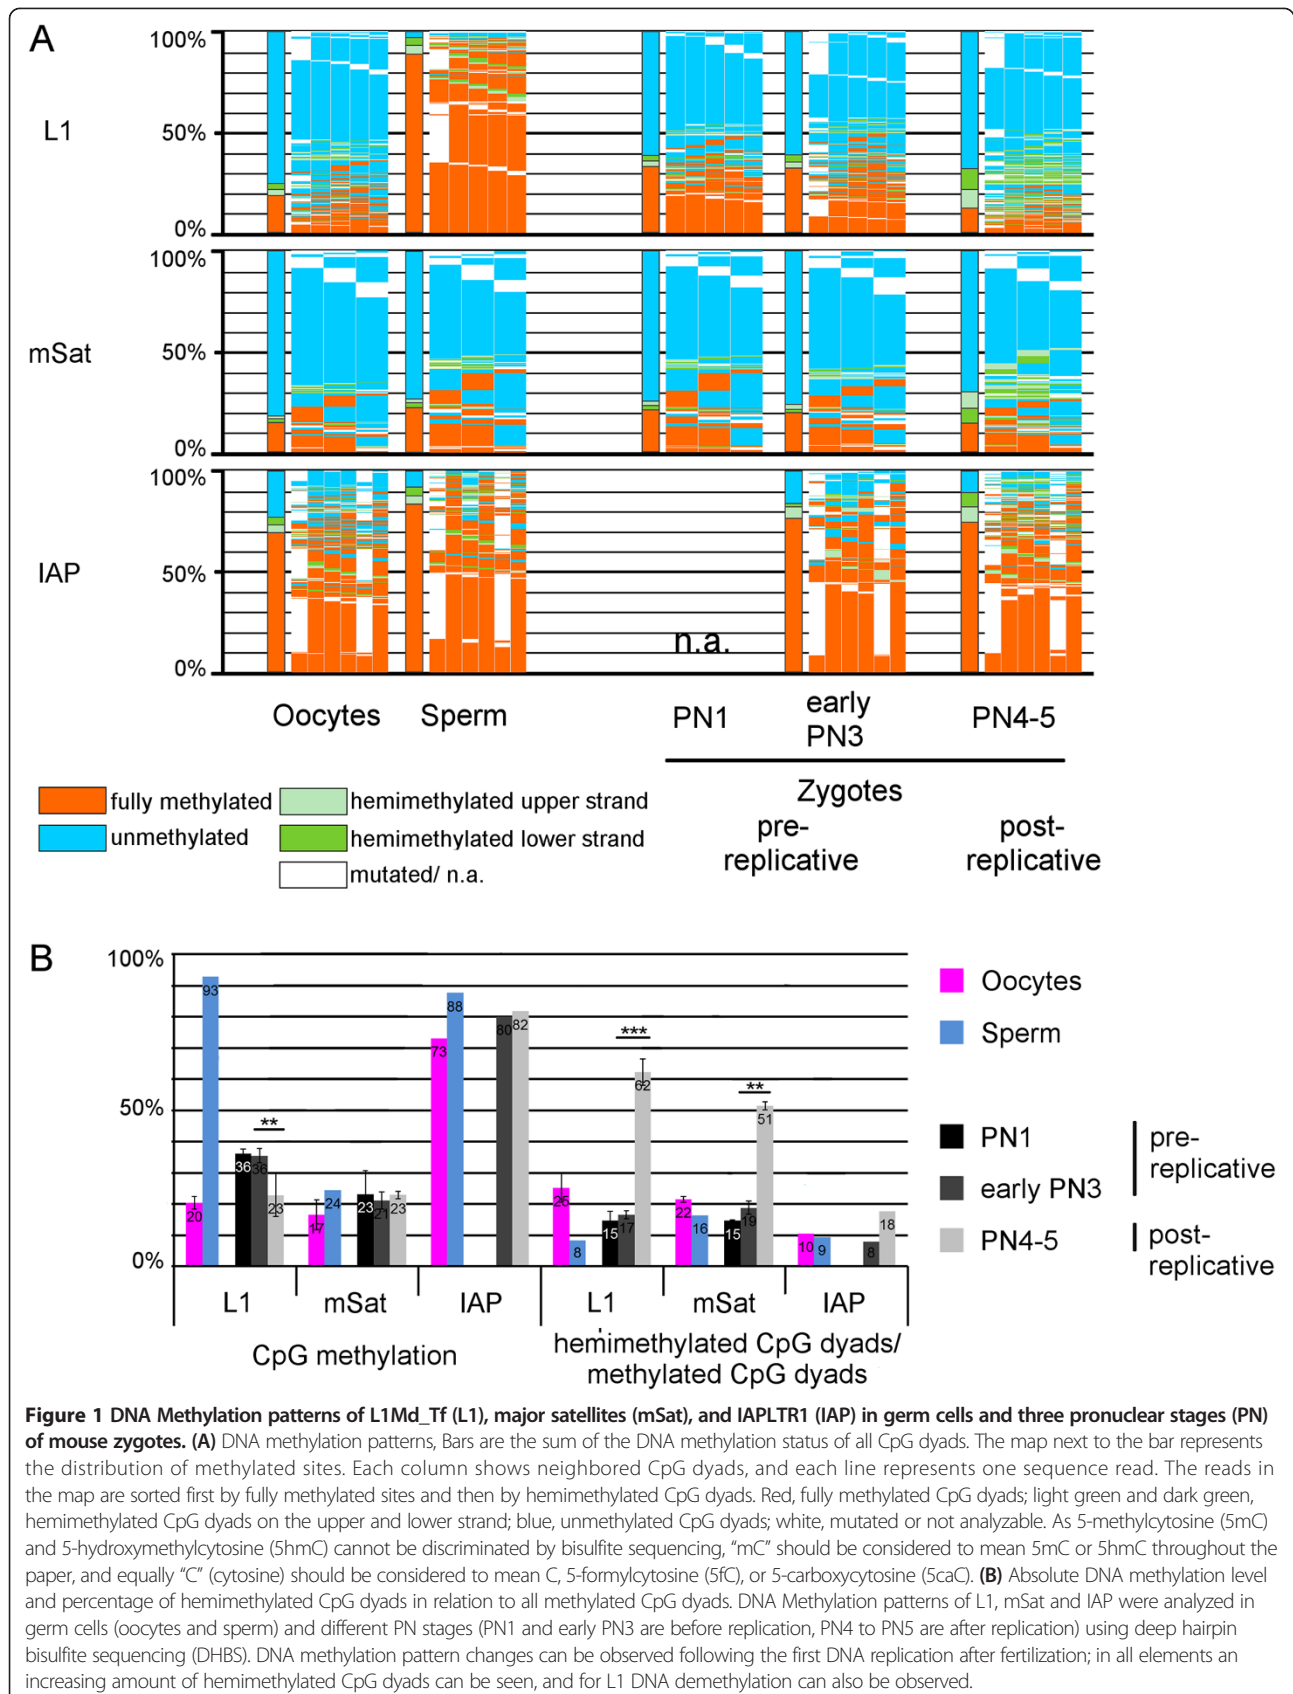 A
100%
L1
50%
0%
100%
mSat
50%
0%
100%
IAP
50%
n.a.
0%
Oocytes
Sperm
PN1
early
PN3
PN4-5
Zygotes
pre-
replicative
post-
replicative
fully methylated
unmethylated
hemimethylated upper strand
hemimethylated lower strand
mutated/ n.a.
B
100%
50%
0%
20
93
36
36
23
**
17
24
23
21
23
73
88
80
82
25
8
15
17
62
***
22
16
15
19
51
**
10
9
8
18
L1
mSat
IAP
L1
mSat
IAP
CpG methylation
hemimethylated CpG dyads/
methylated CpG dyads
Oocytes
Sperm
PN1
early PN3
PN4-5
pre-
replicative
post-
replicative
Figure 1 DNA Methylation patterns of L1Md_Tf (L1), major satellites (mSat), and IAPLTR1 (IAP) in germ cells and three pronuclear stages (PN)
of mouse zygotes. (A) DNA methylation patterns, Bars are the sum of the DNA methylation status of all CpG dyads. The map next to the bar represents
the distribution of methylated sites. Each column shows neighbored CpG dyads, and each line represents one sequence read. The reads in
the map are sorted first by fully methylated sites and then by hemimethylated CpG dyads. Red, fully methylated CpG dyads; light green and dark green,
hemimethylated CpG dyads on the upper and lower strand; blue, unmethylated CpG dyads; white, mutated or not analyzable. As 5-methylcytosine (5mC)
and 5-hydroxymethylcytosine (5hmC) cannot be discriminated by bisulfite sequencing, “mC” should be considered to mean 5mC or 5hmC throughout the
paper, and equally “C” (cytosine) should be considered to mean C, 5-formylcytosine (5fC), or 5-carboxycytosine (5caC). (B) Absolute DNA methylation level
and percentage of hemimethylated CpG dyads in relation to all methylated CpG dyads. DNA Methylation patterns of L1, mSat and IAP were analyzed in
germ cells (oocytes and sperm) and different PN stages (PN1 and early PN3 are before replication, PN4 to PN5 are after replication) using deep hairpin
bisulfite sequencing (DHBS). DNA methylation pattern changes can be observed following the first DNA replication after fertilization; in all elements an
increasing amount of hemimethylated CpG dyads can be seen, and for L1 DNA demethylation can also be observed.